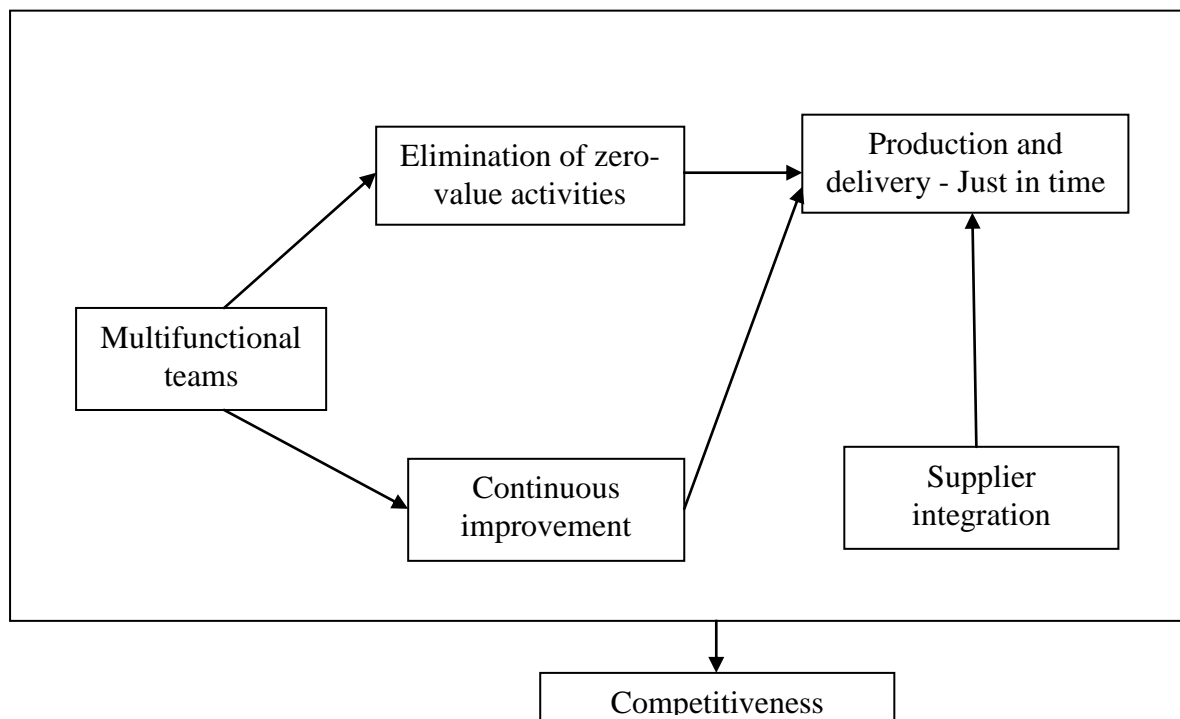 Elimination of zero-
value activities
Production and
delivery - Just in time
Multifunctional
teams
Continuous
improvement
Supplier
integration
Competitiveness